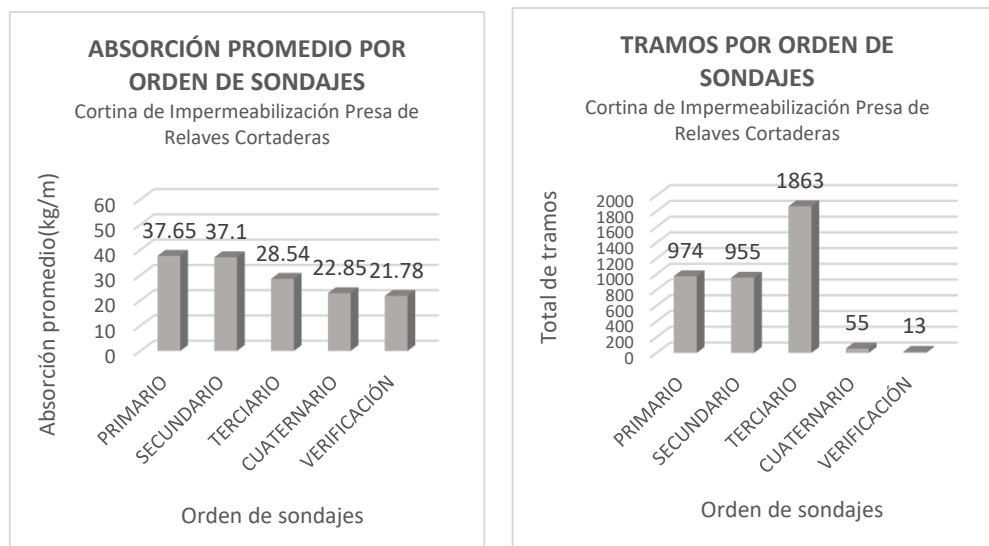 ABSORCIÓN PROMEDIO POR
ORDEN DE SONDAJES
Cortina de Impermeabilización Presa de
Relaves Cortaderas
Absorción promedio(kg/m)
60
50
40
30
20
10
0
37.65
37.1
28.54
22.85
21.78
PRIMARIO
SECUNDARIO
TERCIARIO
CUATERNARIO
VERIFICACIÓN
Orden de sondajes
TRAMOS POR ORDEN DE
SONDAJES
Cortina de Impermeabilización Presa de
Relaves Cortaderas
Total de tramos
2000
1800
1600
1400
1200
1000
800
600
400
200
0
974
955
1863
55
13
PRIMARIO
SECUNDARIO
TERCIARIO
CUATERNARIO
VERIFICACIÓN
Orden de sondajes